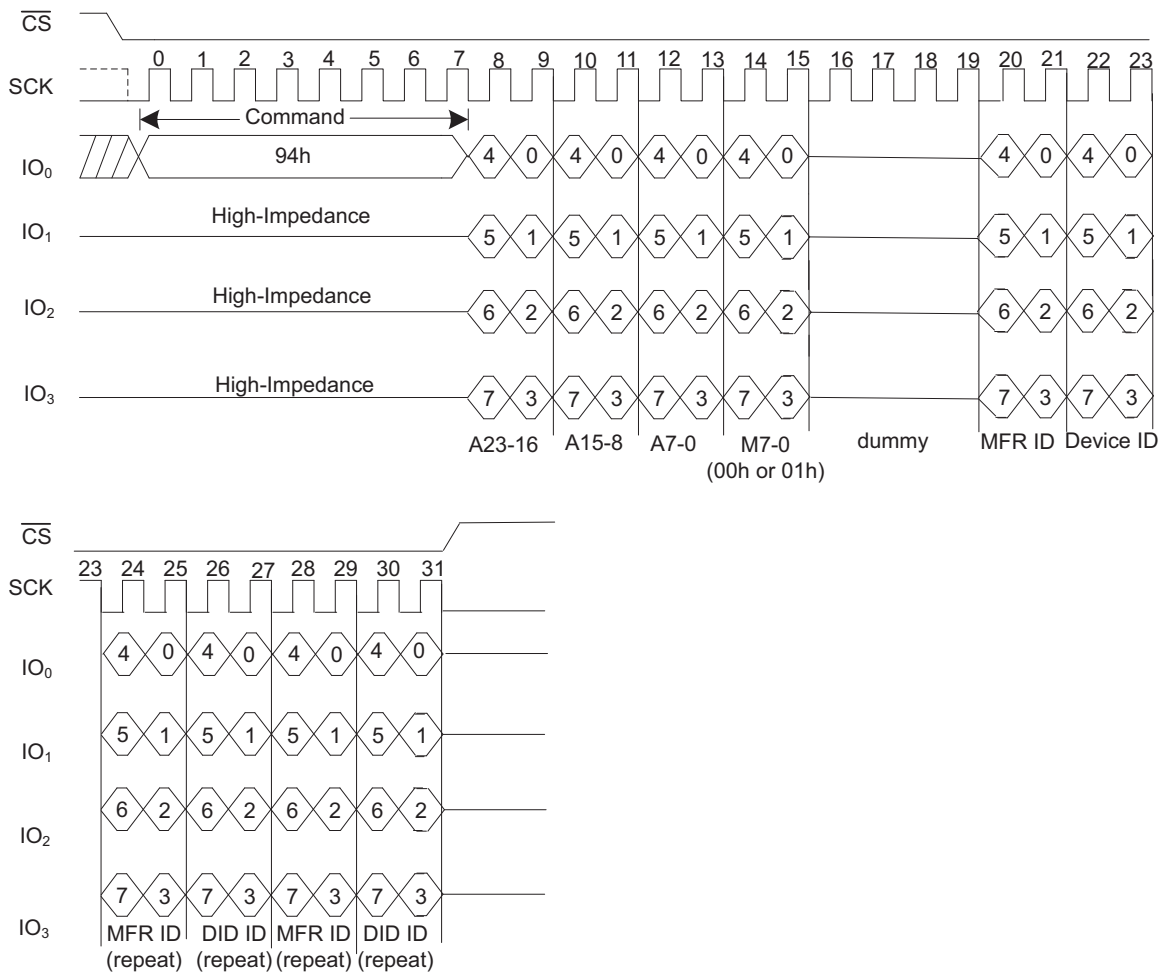 CS
0 1 2 3 4 5 6 7 8 9 10 11 12 13 14 15 16 17 18 19 20 21 22 23
SCK
Command
IO0 94h 4 0 4 0 4 0 4 0 4 0 4 0
High-Impedance
IO1 5 1 5 1 5 1 5 1 5 1 5 1
High-Impedance
IO2 6 2 6 2 6 2 6 2 6 2 6 2
High-Impedance
IO3 7 3 7 3 7 3 7 3 7 3 7 3
A23-16 A15-8 A7-0 M7-0 dummy MFR ID Device ID
(00h or 01h)
CS
23 24 25 26 27 28 29 30 31
SCK
IO0 4 0 4 0 4 0 4 0
IO1 5 1 5 1 5 1 5 1
IO2 6 2 6 2 6 2 6 2
IO3 7 3 7 3 7 3 7 3
MFR ID DID ID MFR ID DID ID
(repeat) (repeat) (repeat) (repeat)